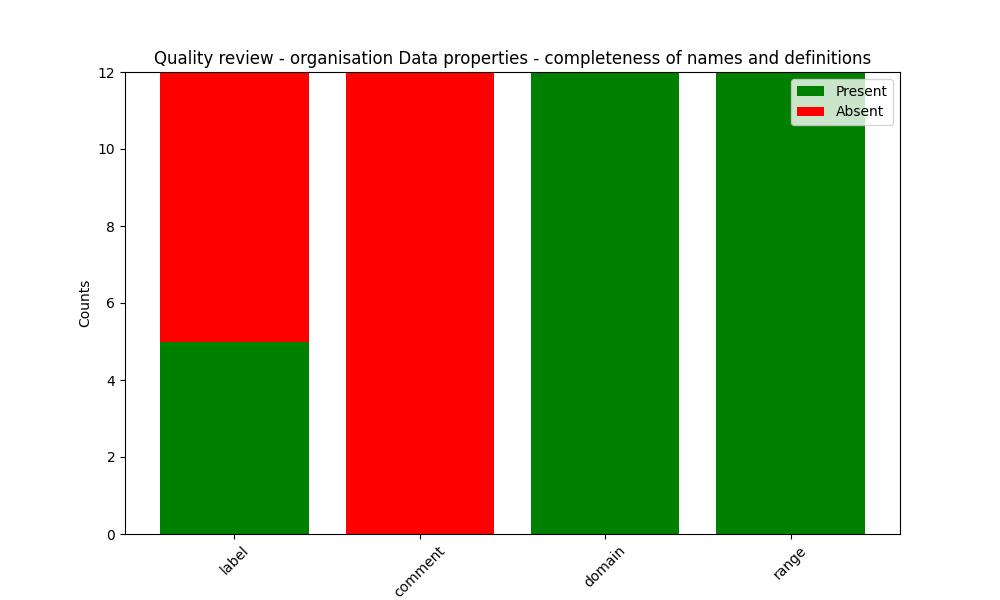 Quality review - organisation Data properties - completeness of names and definitions
12
10
8
6
4
2
0
Counts
Present
Absent
label
comment
domain
range